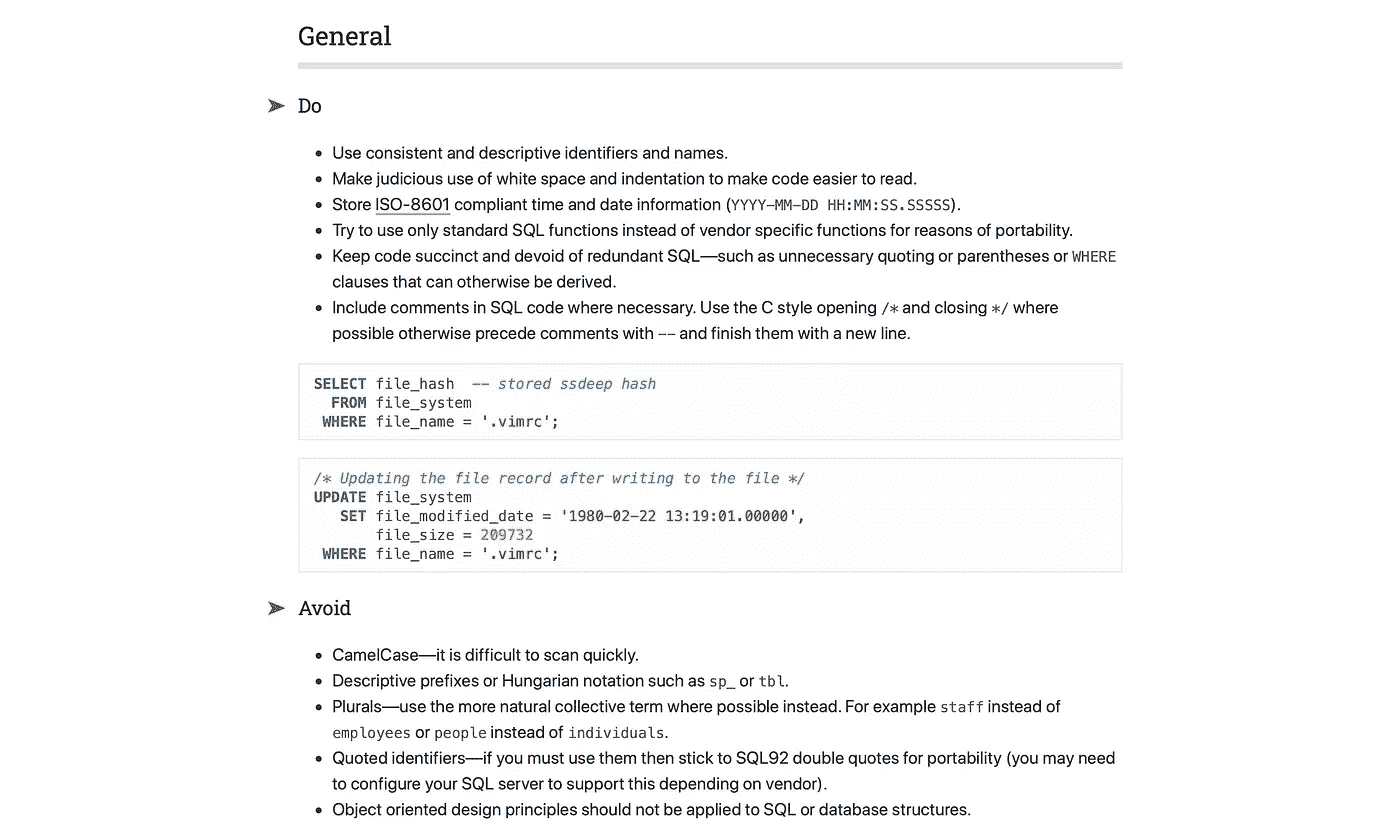 General
Do
Use consistent and descriptive identifiers and names.
Make judicious use of white space and indentation to make code easier to read.
Store ISO-8601 compliant time and date information (YYYY-MM-DD HH:MM:SS.SSSSS).
Try to use only standard SQL functions instead of vendor specific functions for reasons of portability.
Keep code succinct and devoid of redundant SQL—such as unnecessary quoting or parentheses or WHERE
clauses that can otherwise be derived.
Include comments in SQL code where necessary. Use the C style opening /* and closing */ where
possible otherwise precede comments with -- and finish them with a new line.
SELECT file_hash  -- stored ssdeep hash
  FROM file_system
 WHERE file_name = '.vimrc';
/* Updating the file record after writing to the file */
UPDATE file_system
   SET file_modified_date = '1980-02-22 13:19:01.00000',
       file_size = 209732
 WHERE file_name = '.vimrc';
Avoid
CamelCase—it is difficult to scan quickly.
Descriptive prefixes or Hungarian notation such as sp_ or tbl.
Plurals—use the more natural collective term where possible instead. For example staff instead of
employees or people instead of individuals.
Quoted identifiers—if you must use them then stick to SQL92 double quotes for portability (you may need
to configure your SQL server to support this depending on vendor).
Object oriented design principles should not be applied to SQL or database structures.